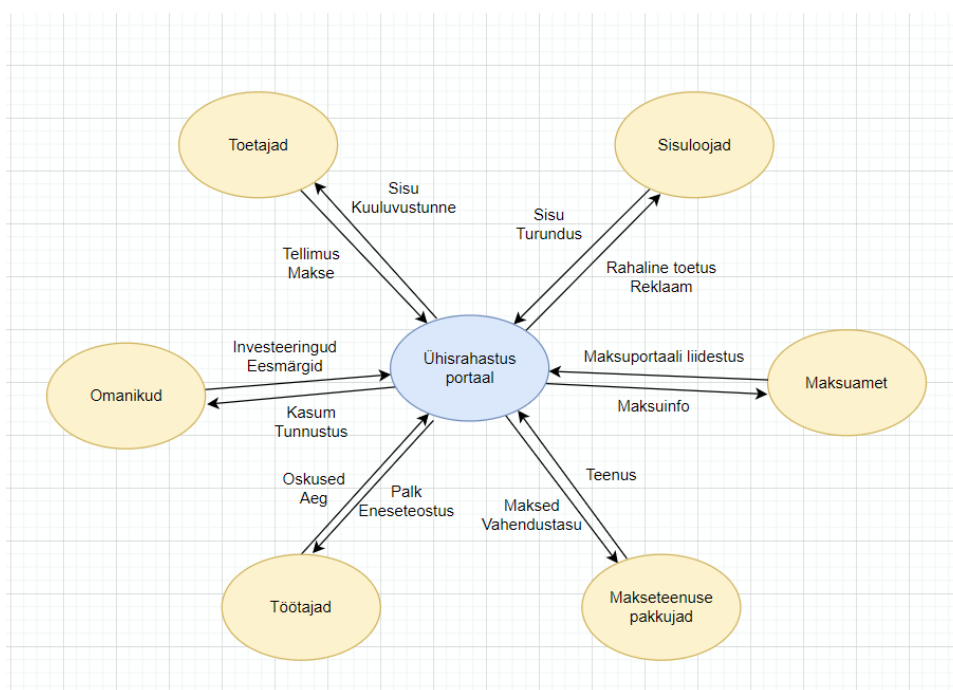 Toetajad
Sisuloojad
Sisu
Kuuluvustunne
Sisu
Turundus
Tellimus
Makse
Rahaline toetus
Reklaam
Investeeringud
Eesmärgid
Ühisrahastus
portaal
Maksuportaali liidestus
Omanikud
Maksuamet
Kasum
Tunnustus
Maksuinfo
Oskused
Aeg
Palk
Eneseteostus
Maksed
Vahendustasu
Teenus
Töötajad
Makseteenuse
pakkujad